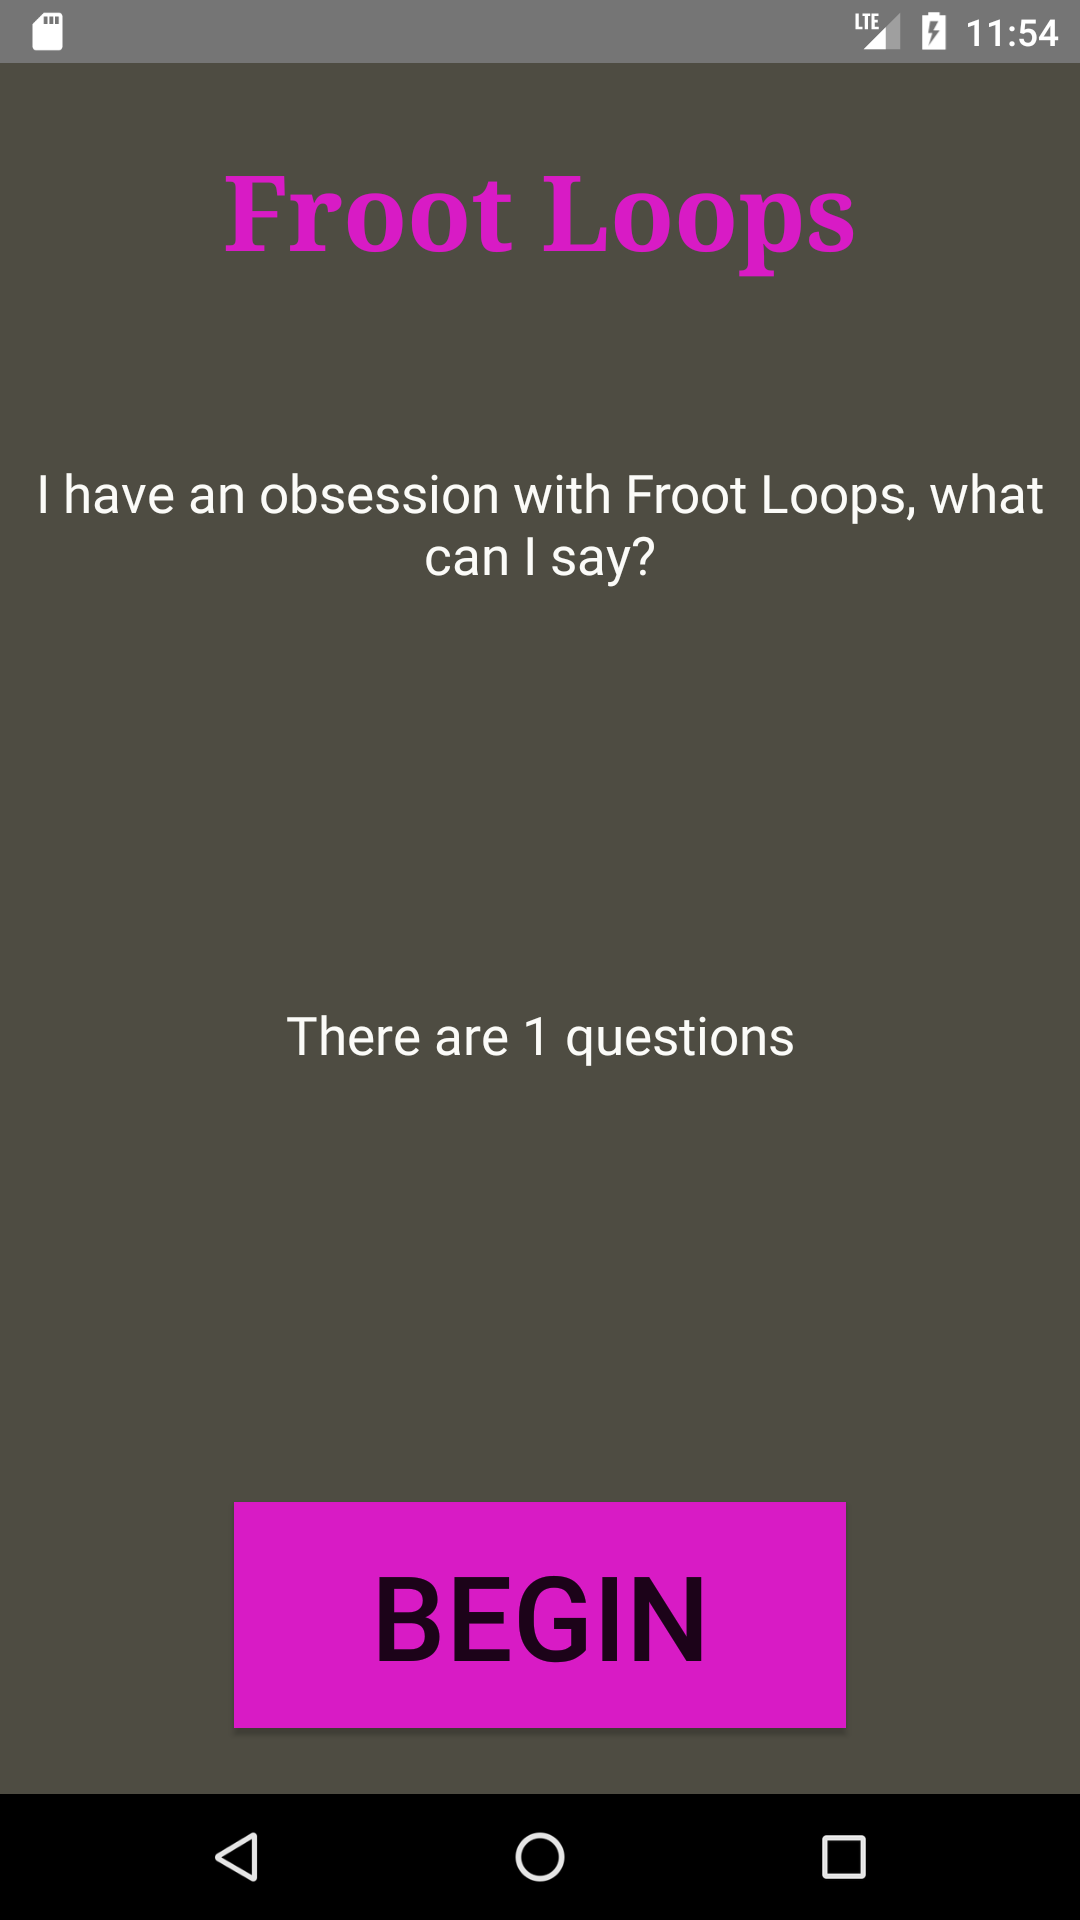 LTE 11:54
Froot Loops
I have an obsession with Froot Loops, what
can I say?
There are 1 questions
BEGIN